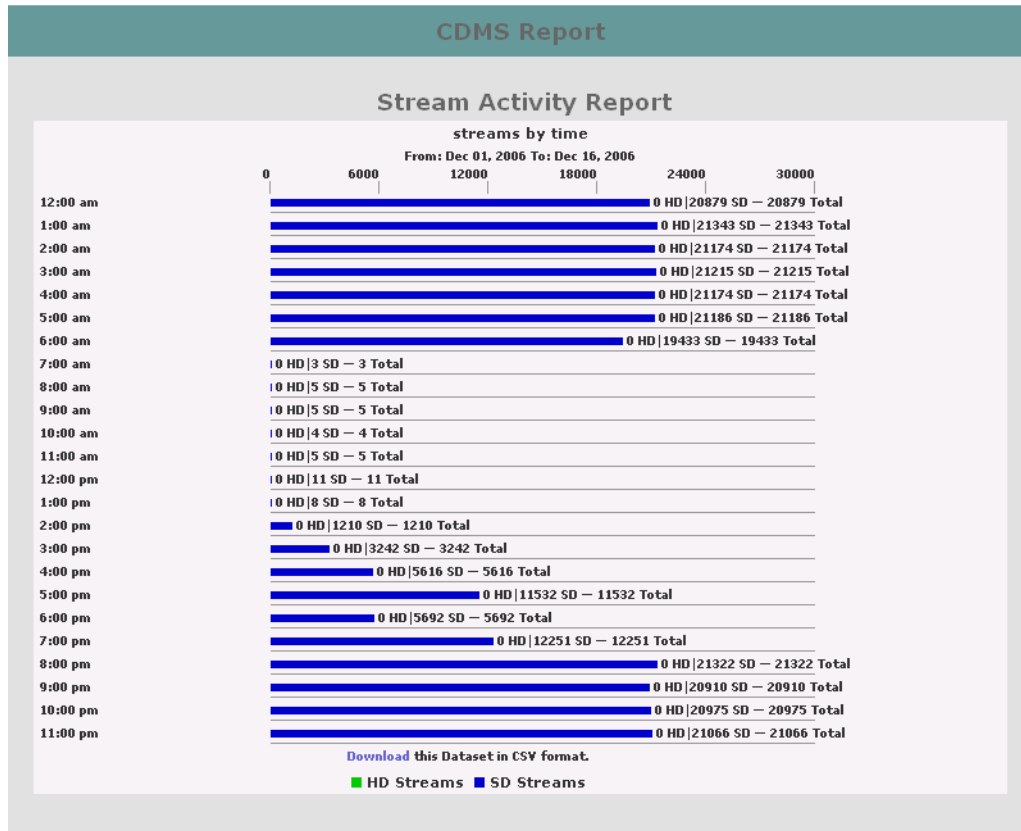 CDMS Report
Stream Activity Report
streams by time
From: Dec 01, 2006 To: Dec 16, 2006
0 6000 12000 18000 24000 30000
12:00 am 0 HD|20879 SD — 20879 Total
1:00 am 0 HD|21343 SD — 21343 Total
2:00 am 0 HD|21174 SD — 21174 Total
3:00 am 0 HD|21215 SD — 21215 Total
4:00 am 0 HD|21174 SD — 21174 Total
5:00 am 0 HD|21186 SD — 21186 Total
6:00 am 0 HD|19433 SD — 19433 Total
7:00 am 0 HD|3 SD — 3 Total
8:00 am 0 HD|5 SD — 5 Total
9:00 am 0 HD|5 SD — 5 Total
10:00 am 0 HD|4 SD — 4 Total
11:00 am 0 HD|5 SD — 5 Total
12:00 pm 0 HD|11 SD — 11 Total
1:00 pm 0 HD|8 SD — 8 Total
2:00 pm 0 HD|1210 SD — 1210 Total
3:00 pm 0 HD|3242 SD — 3242 Total
4:00 pm 0 HD|5616 SD — 5616 Total
5:00 pm 0 HD|11532 SD — 11532 Total
6:00 pm 0 HD|5692 SD — 5692 Total
7:00 pm 0 HD|12251 SD — 12251 Total
8:00 pm 0 HD|21322 SD — 21322 Total
9:00 pm 0 HD|20910 SD — 20910 Total
10:00 pm 0 HD|20975 SD — 20975 Total
11:00 pm 0 HD|21066 SD — 21066 Total
Download this Dataset in CSV format.
HD Streams SD Streams